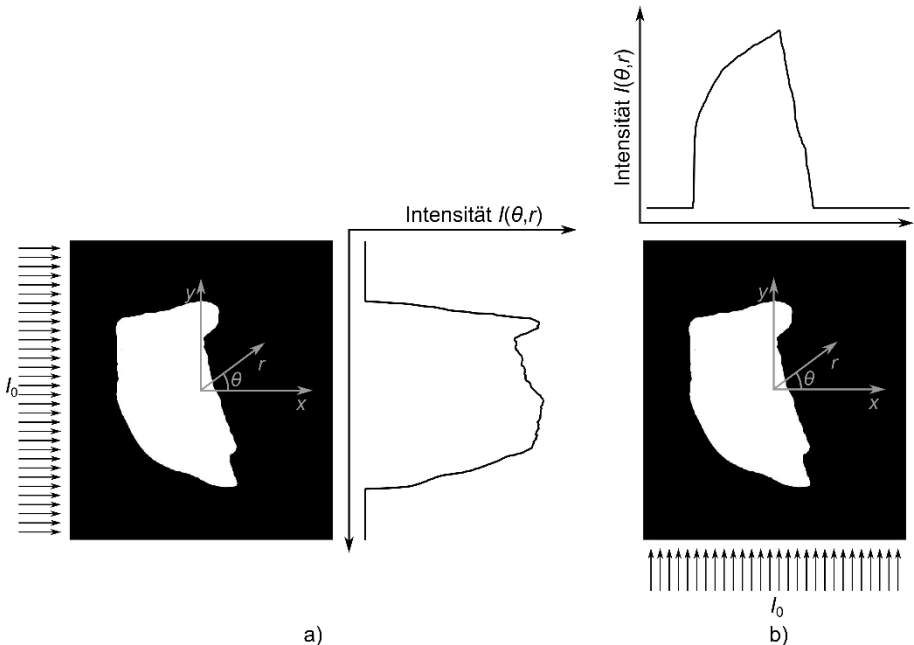 Intensität I(θ,r)
Intensität I(θ,r)
y
r
θ
x
I₀
y
r
θ
x
I₀
a)
b)